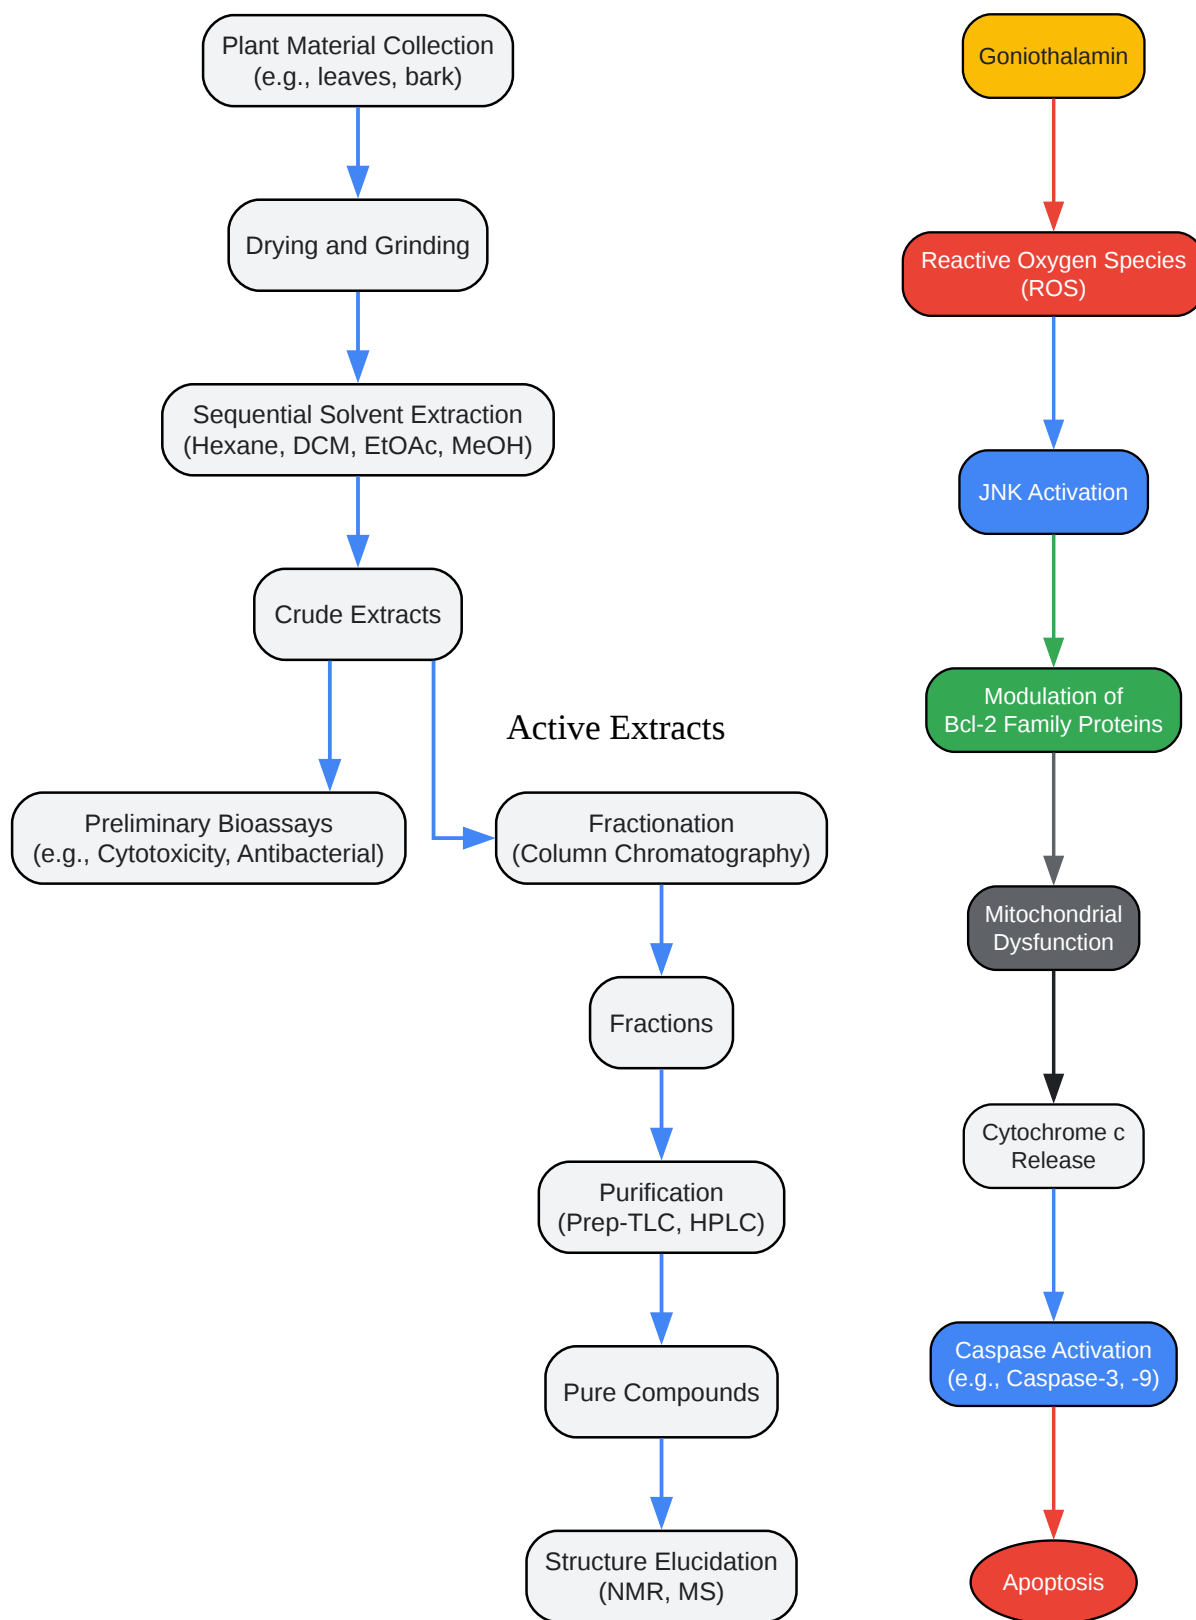 Plant Material Collection
(e.g., leaves, bark)
Drying and Grinding
Sequential Solvent Extraction
(Hexane, DCM, EtOAc, MeOH)
Crude Extracts
Active Extracts
Preliminary Bioassays
(e.g., Cytotoxicity, Antibacterial)
Fractionation
(Column Chromatography)
Fractions
Purification
(Prep-TLC, HPLC)
Pure Compounds
Structure Elucidation
(NMR, MS)
Goniothalamin
Reactive Oxygen Species
(ROS)
JNK Activation
Modulation of
Bcl-2 Family Proteins
Mitochondrial
Dysfunction
Cytochrome c
Release
Caspase Activation
(e.g., Caspase-3, -9)
Apoptosis